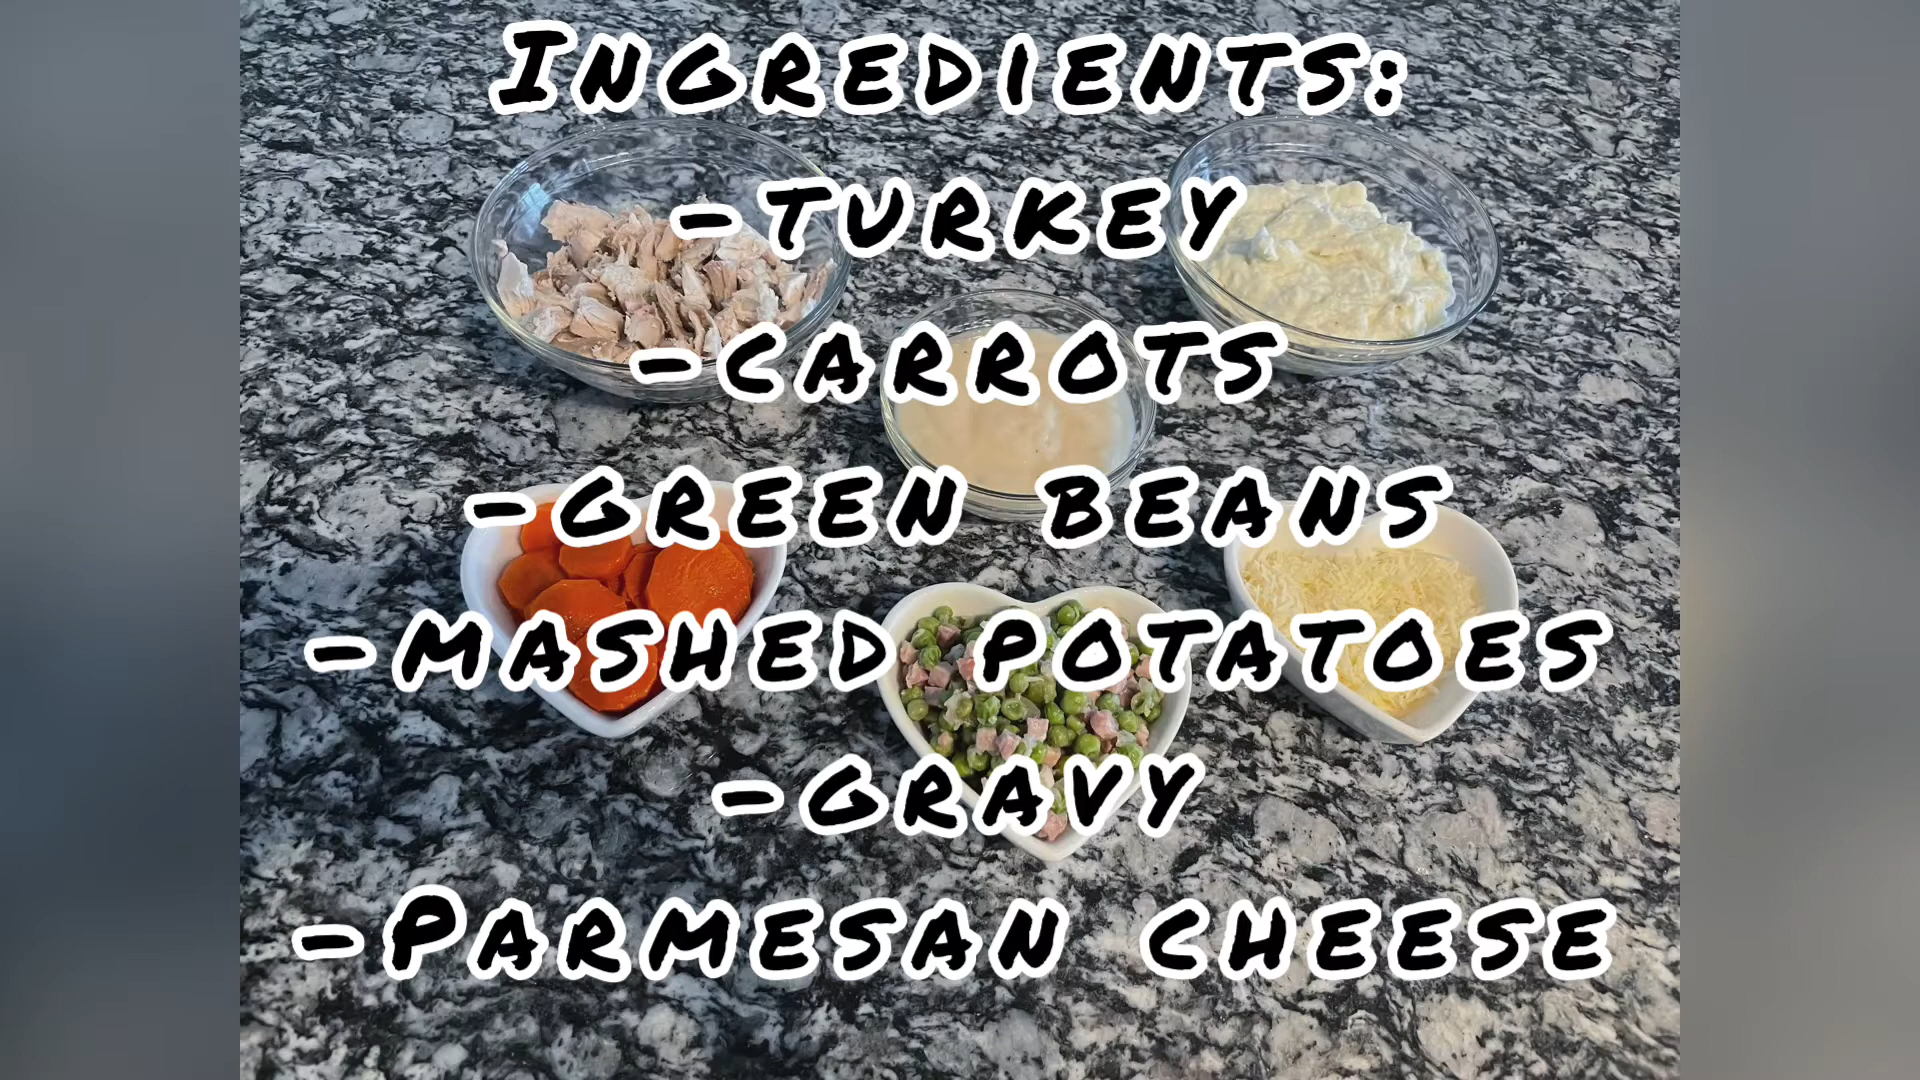 Ingredients:
-turkey
-carrots
-green beans
-mashed potatoes
-gravy
-Parmesan cheese